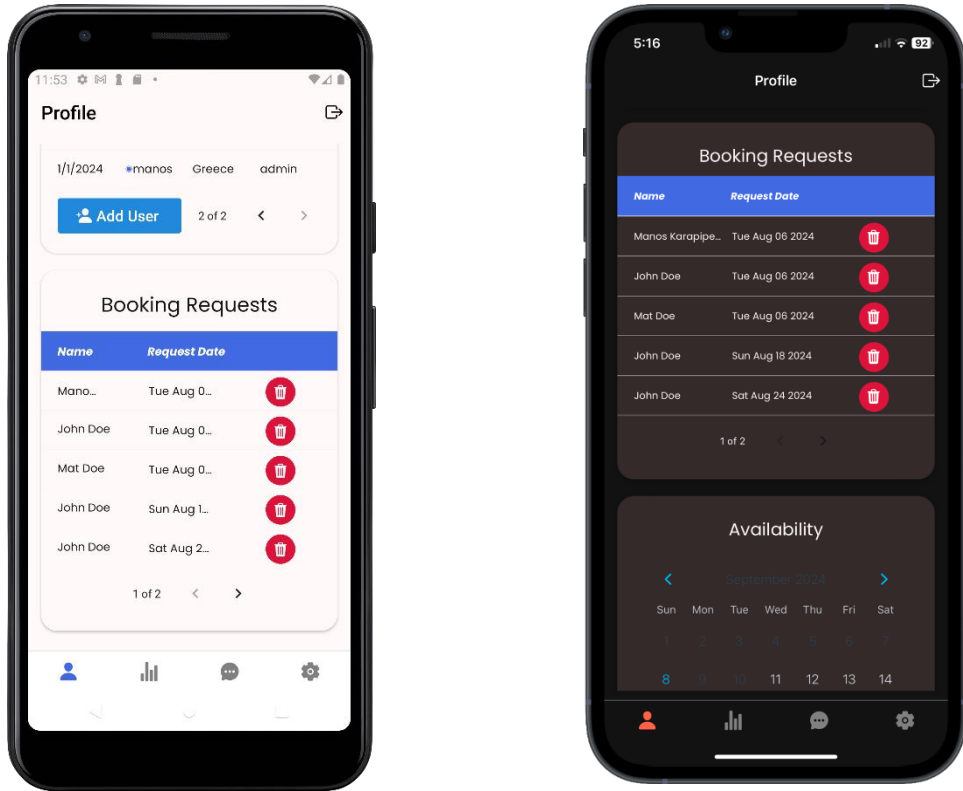 11:53
Profile
1/1/2024 manos Greece admin
Add User 2 of 2 < >
Booking Requests
Name Request Date
Mano… Tue Aug 0…
John Doe Tue Aug 0…
Mat Doe Tue Aug 0…
John Doe Sun Aug 1…
John Doe Sat Aug 2…
1 of 2 < >
5:16 92
Profile
Booking Requests
Name Request Date
Manos Karapipe… Tue Aug 06 2024
John Doe Tue Aug 06 2024
Mat Doe Tue Aug 06 2024
John Doe Sun Aug 18 2024
John Doe Sat Aug 24 2024
1 of 2 < >
Availability
< September 2024 >
Sun Mon Tue Wed Thu Fri Sat
1 2 3 4 5 6 7
8 9 10 11 12 13 14